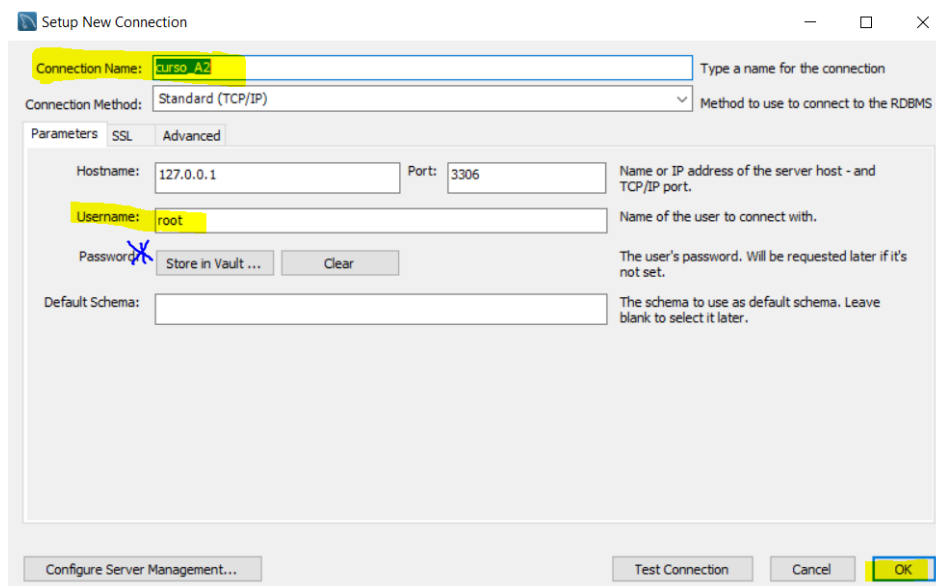 Setup New Connection
Connection Name: curso_A2 Type a name for the connection
Connection Method: Standard (TCP/IP) Method to use to connect to the RDBMS
Parameters SSL Advanced
Hostname: 127.0.0.1 Port: 3306 Name or IP address of the server host - and
TCP/IP port.
Username: root Name of the user to connect with.
Password: Store in Vault ... Clear The user's password. Will be requested later if it's
not set.
Default Schema: The schema to use as default schema. Leave
blank to select it later.
Configure Server Management... Test Connection Cancel OK